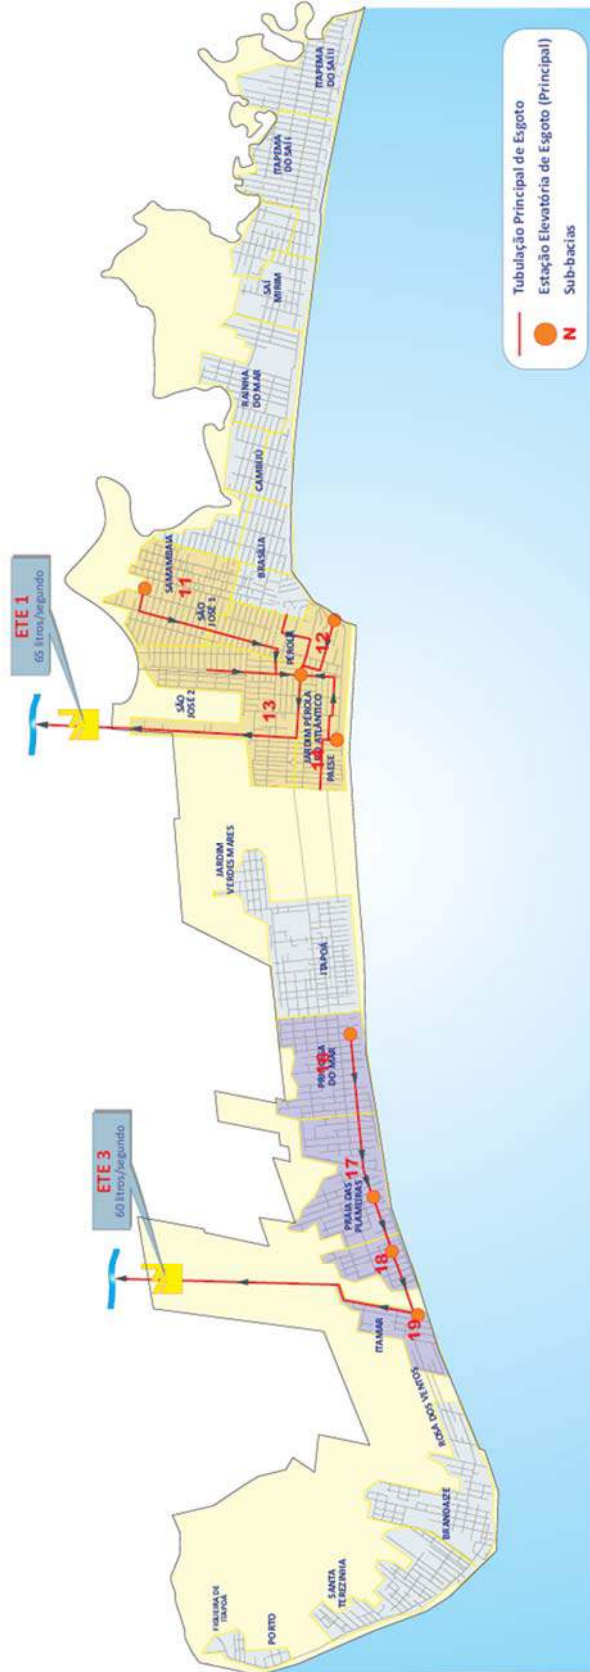 FIGUEIRA DE
ITAPOÁ
PORTO
SANTA
TEREZINHA
BRANDALIZE
ROSA DOS VENTOS
ITAMAR
19
18
PRAIA DAS
PLAMEIRAS
17
ETE 3
60 litros/segundo
DO MAR
ITAPOÁ
JARDIM
VERDES MARES
PAESE
JARDIM PÉROLA
DO ATLÂNTICO
13
SÃO
JOSÉ 2
ETE 1
65 litros/segundo
PÉROLA
12
SÃO
JOSÉ 1
11
SAMAMBAIA
BRASÍLIA
CAMBIJÚ
RAINHA
DO MAR
SAÍ
MIRIM
ITAPEMA
DO SAÍ I
ITAPEMA
DO SAÍ II
Tubulação Principal de Esgoto
Estação Elevatória de Esgoto (Principal)
N Sub-bacias